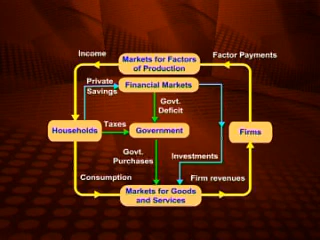 Income
Factor Payments
Markets for Factors
of Production
Private
Savings
Financial Markets
Govt.
Deficit
Taxes
Households
Government
Firms
Govt.
Purchases
Investments
Consumption
Firm revenues
Markets for Goods
and Services